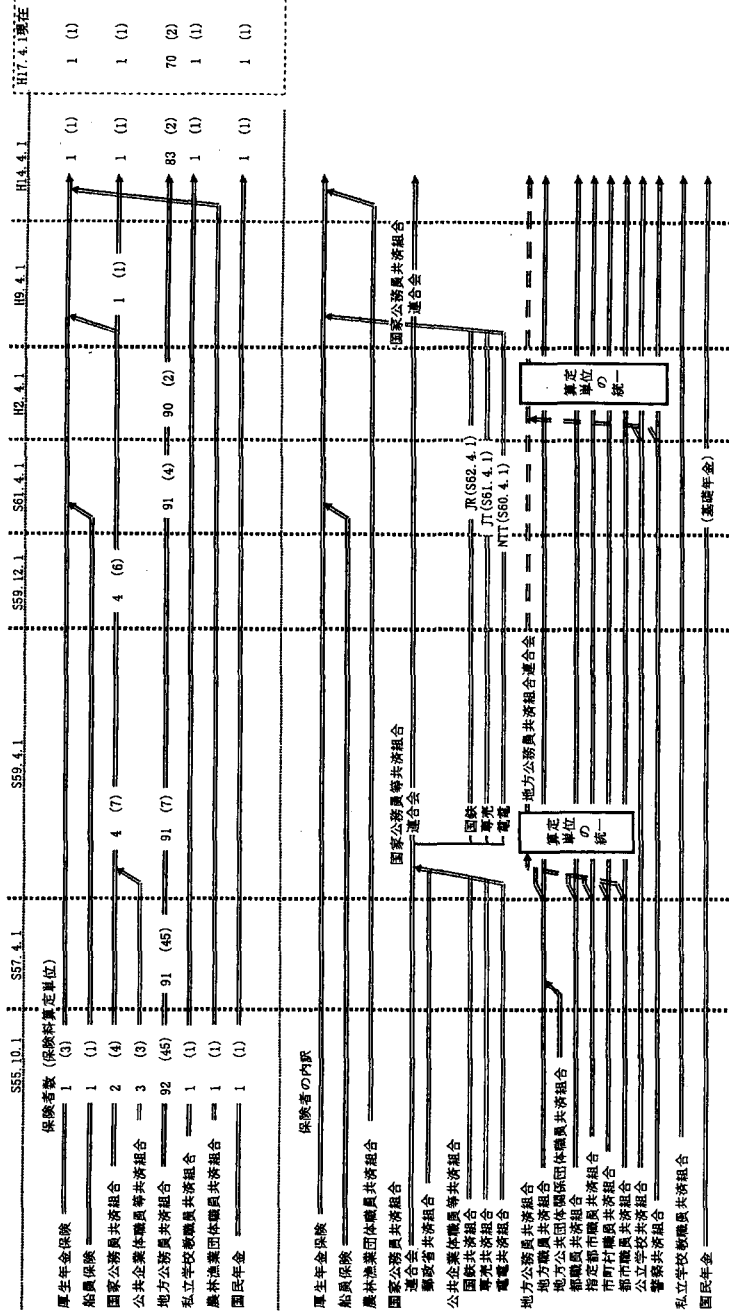 S55.10.1 S57.4.1 S59.4.1 S59.12.1 S61.4.1 H2.4.1 H9.4.1 H14.4.1 H17.4.1現在
保険者数 (保険料算定単位)
厚生年金保険 1 (3) 1 (1) 1 (1)
船員保険 1 (1)
国家公務員共済組合 2 (4) 4 (7) 4 (6) 1 (1) 1 (1) 1 (1)
公共企業体職員等共済組合 3 (3)
地方公務員共済組合 92 (45) 91 (45) 91 (7) 91 (4) 90 (2) 83 (2) 70 (2)
私立学校教職員共済組合 1 (1) 1 (1) 1 (1)
農林漁業団体職員共済組合 1 (1)
国民年金 1 (1) 1 (1) 1 (1)
保険者の内訳
厚生年金保険
船員保険
農林漁業団体職員共済組合
国家公務員共済組合 国家公務員等共済組合 国家公務員共済組合
連合会 連合会 連合会
郵政省共済組合
公共企業体職員等共済組合
国鉄共済組合 国鉄 JR(S62.4.1)
専売共済組合 専売 JT(S61.4.1)
電電共済組合 電電 NTT(S60.4.1)
地方公務員共済組合 地方公務員共済組合連合会
地方職員共済組合
地方公共団体関係団体職員共済組合
都職員共済組合
指定都市職員共済組合
市町村職員共済組合
都市職員共済組合
公立学校共済組合
警察共済組合
算定
単位
の
統一
算定
単位
の
統一
私立学校教職員共済組合
国民年金 (基礎年金)